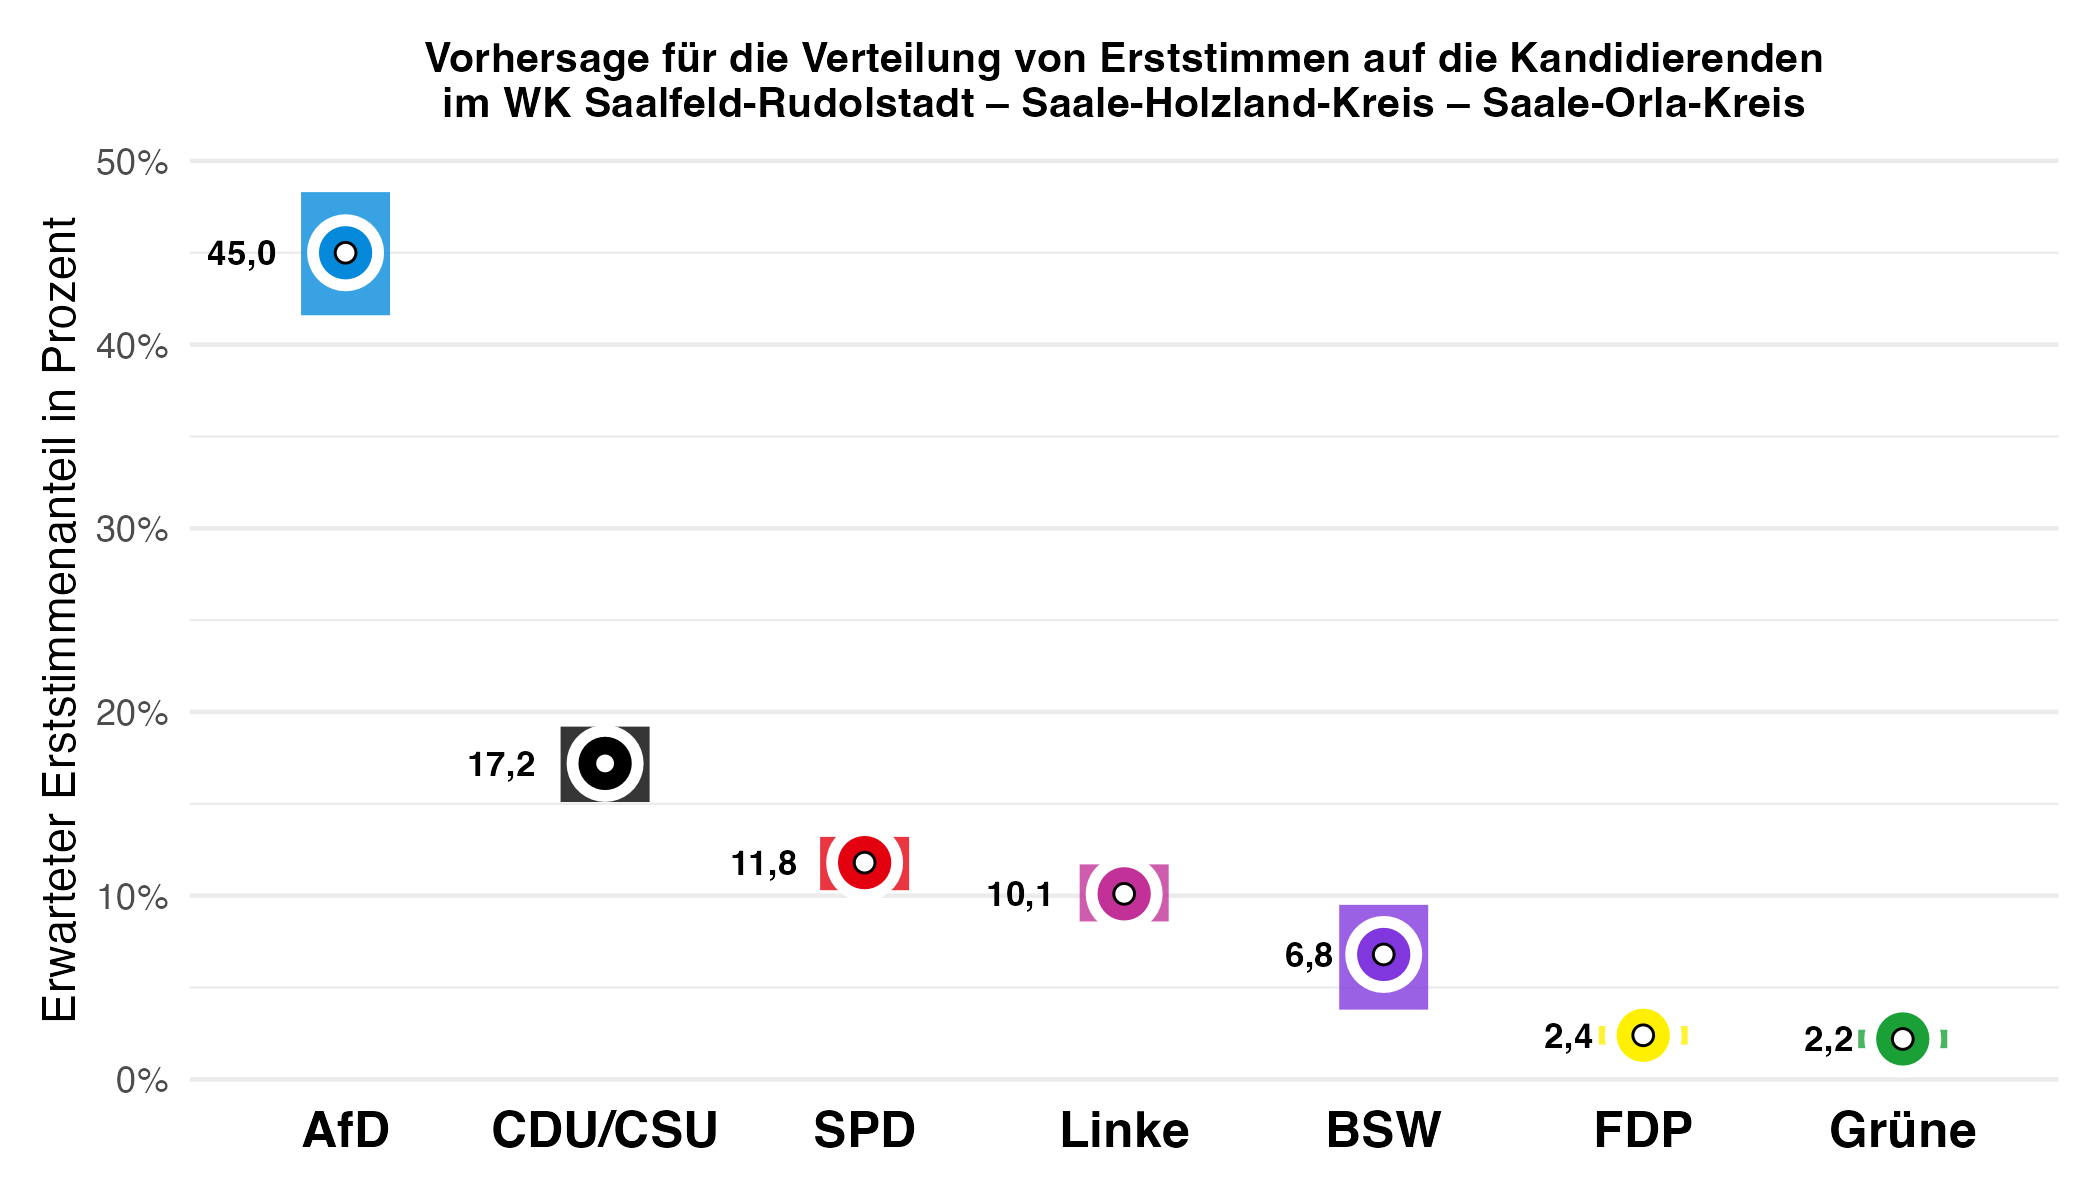 Vorhersage für die Verteilung von Erststimmen auf die Kandidierenden
im WK Saalfeld-Rudolstadt – Saale-Holzland-Kreis – Saale-Orla-Kreis
Erwarteter Erststimmenanteil in Prozent
50%
40%
30%
20%
10%
0%
45,0
17,2
11,8
10,1
6,8
2,4
2,2
AfD
CDU/CSU
SPD
Linke
BSW
FDP
Grüne